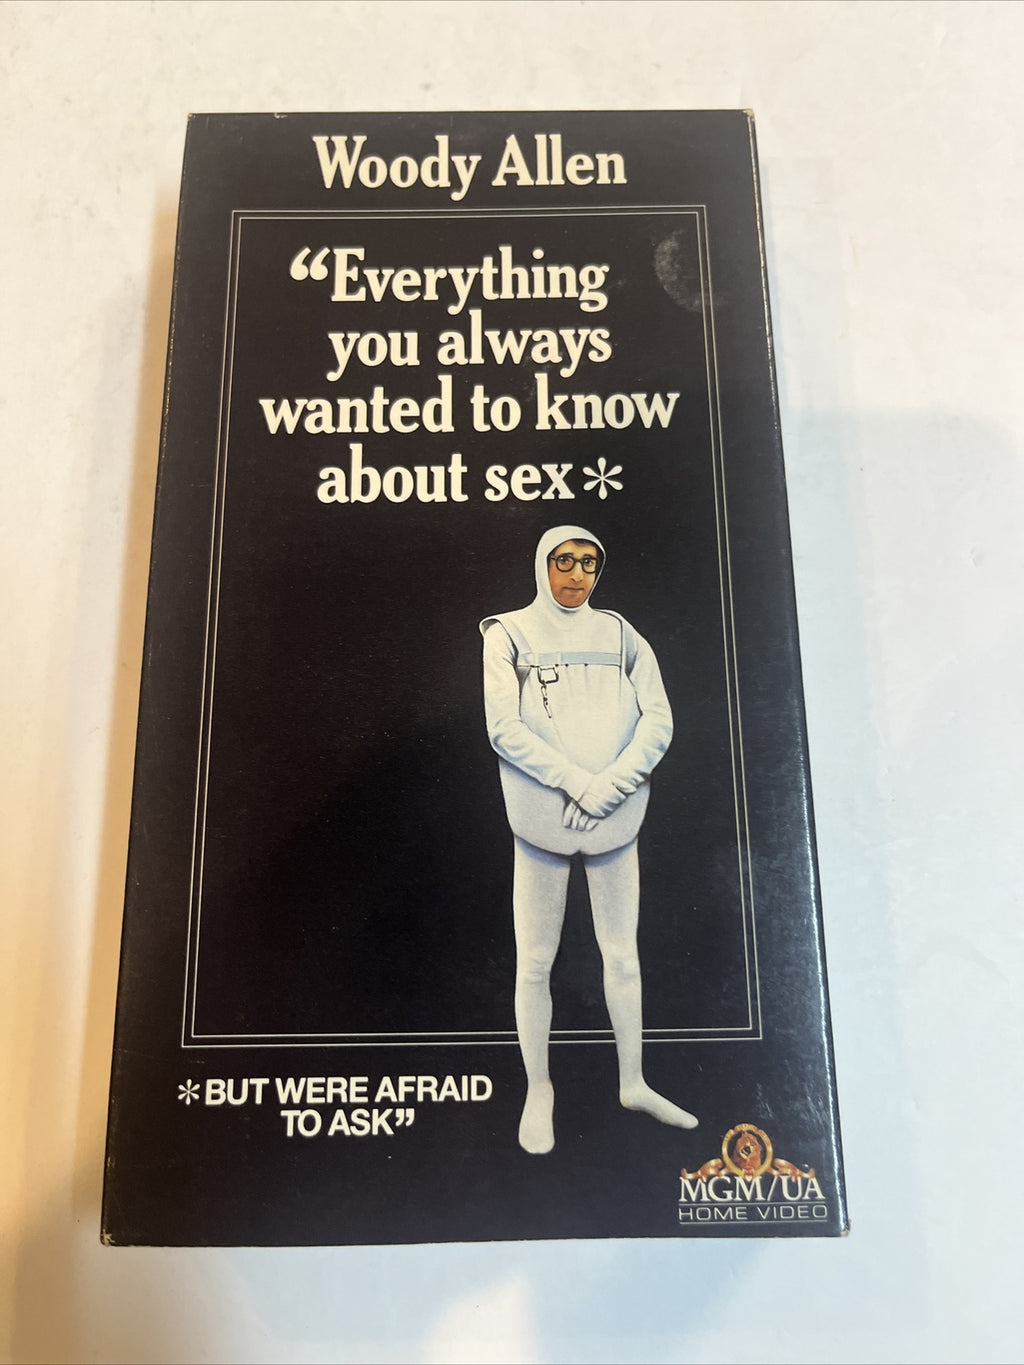 Woody Allen
“Everything
you always
wanted to know
about sex*
*BUT WERE AFRAID
TO ASK”
MGM/UA
HOME VIDEO